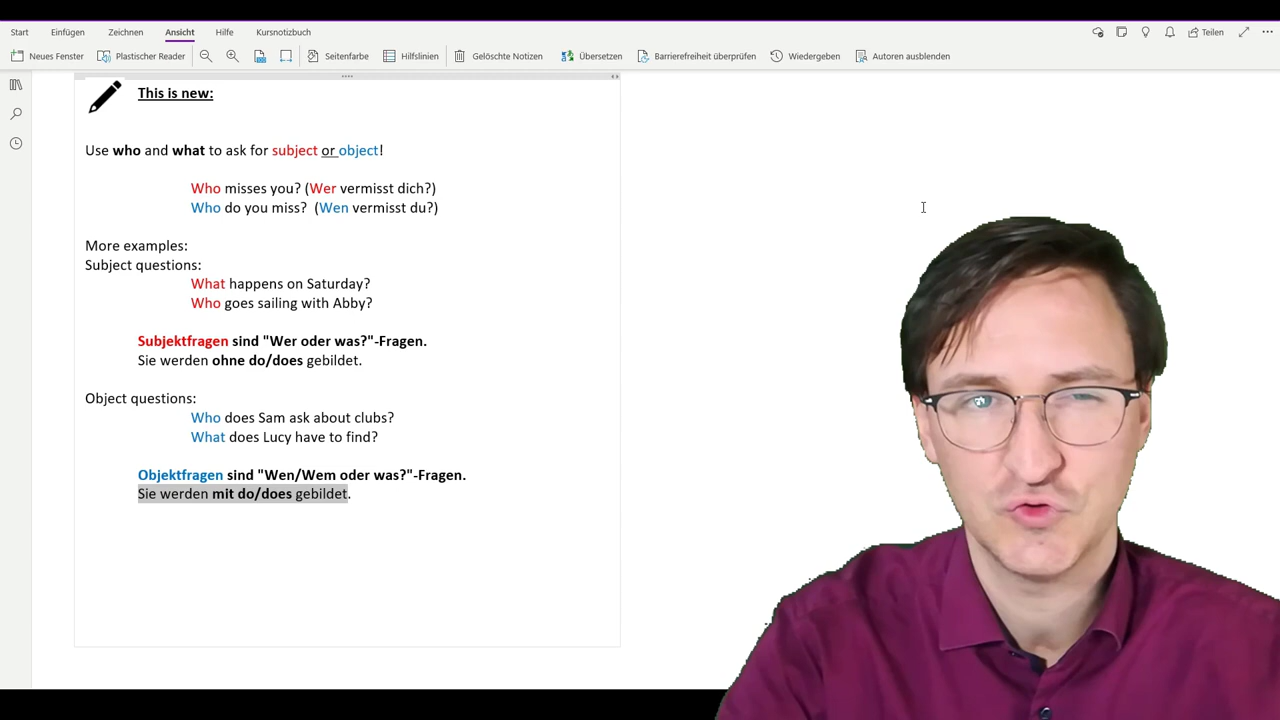 Start Einfügen Zeichnen Ansicht Hilfe Kursnotizbuch Teilen
Neues Fenster Plastischer Reader Seitenfarbe Hilfslinien Gelöschte Notizen Übersetzen Barrierefreiheit überprüfen Wiedergeben Autoren ausblenden
This is new:
Use who and what to ask for subject or object!
Who misses you? (Wer vermisst dich?)
Who do you miss? (Wen vermisst du?)
More examples:
Subject questions:
What happens on Saturday?
Who goes sailing with Abby?
Subjektfragen sind "Wer oder was?"-Fragen.
Sie werden ohne do/does gebildet.
Object questions:
Who does Sam ask about clubs?
What does Lucy have to find?
Objektfragen sind "Wen/Wem oder was?"-Fragen.
Sie werden mit do/does gebildet.